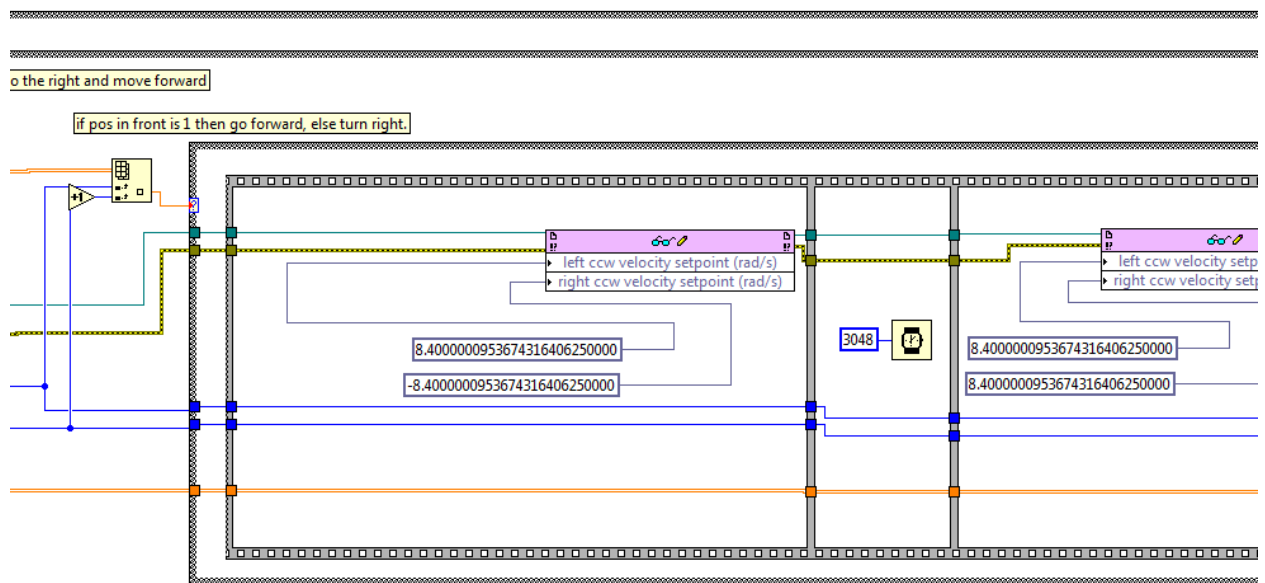 o the right and move forward
if pos in front is 1 then go forward, else turn right.
+1
?
left ccw velocity setpoint (rad/s)
right ccw velocity setpoint (rad/s)
8.4000000953674316406250000
-8.4000000953674316406250000
3048
left ccw velocity setp
right ccw velocity setp
8.4000000953674316406250000
8.4000000953674316406250000